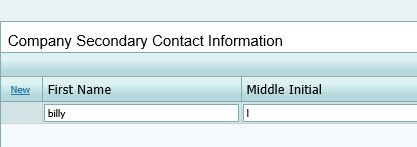 Company Secondary Contact Information
New First Name Middle Initial
billy l